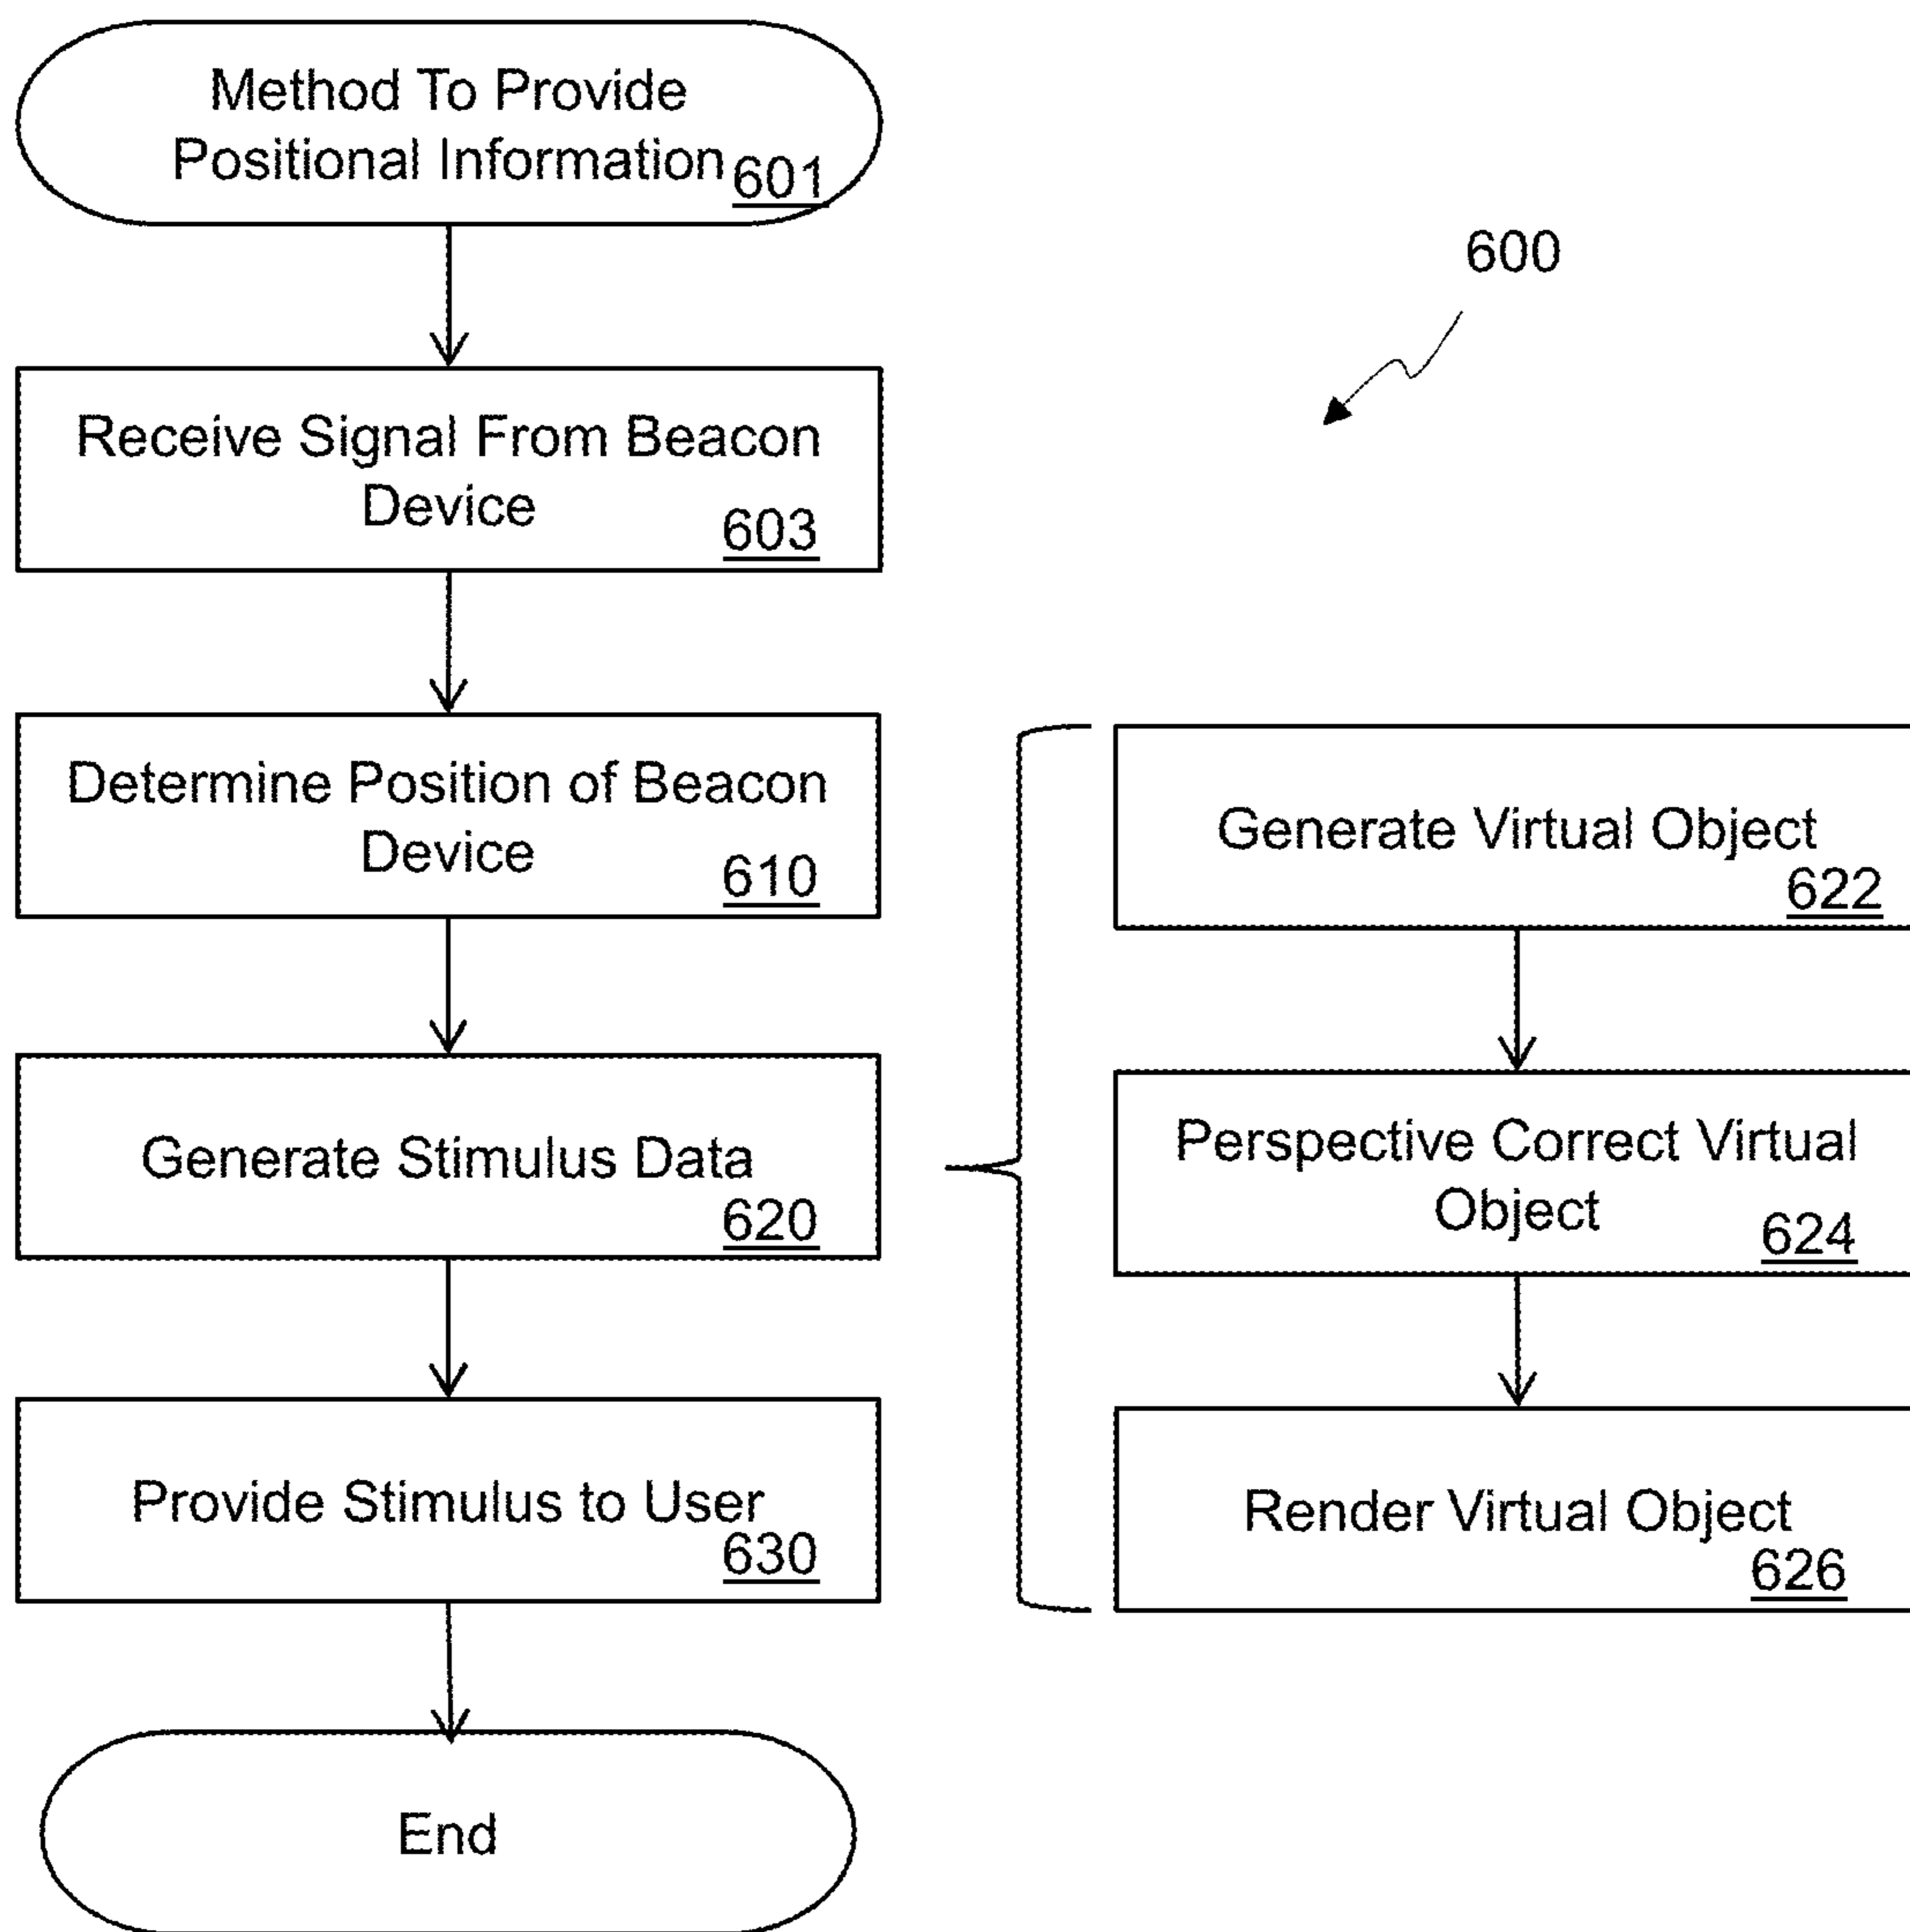 Method To Provide
Positional Information 601
600
Receive Signal From Beacon
Device 603
Determine Position of Beacon
Device 610
Generate Stimulus Data
620
Provide Stimulus to User
630
End
Generate Virtual Object
622
Perspective Correct Virtual
Object 624
Render Virtual Object
626